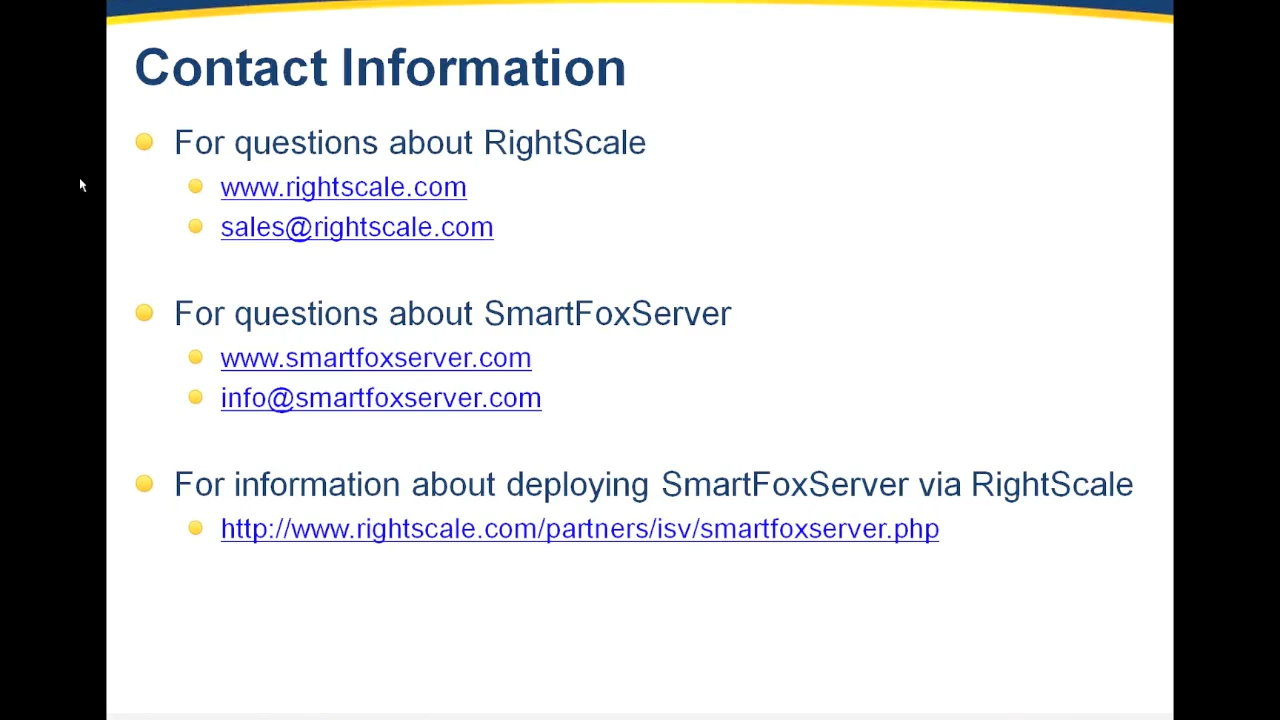 Contact Information
For questions about RightScale
www.rightscale.com
sales@rightscale.com
For questions about SmartFoxServer
www.smartfoxserver.com
info@smartfoxserver.com
For information about deploying SmartFoxServer via RightScale
http://www.rightscale.com/partners/isv/smartfoxserver.php